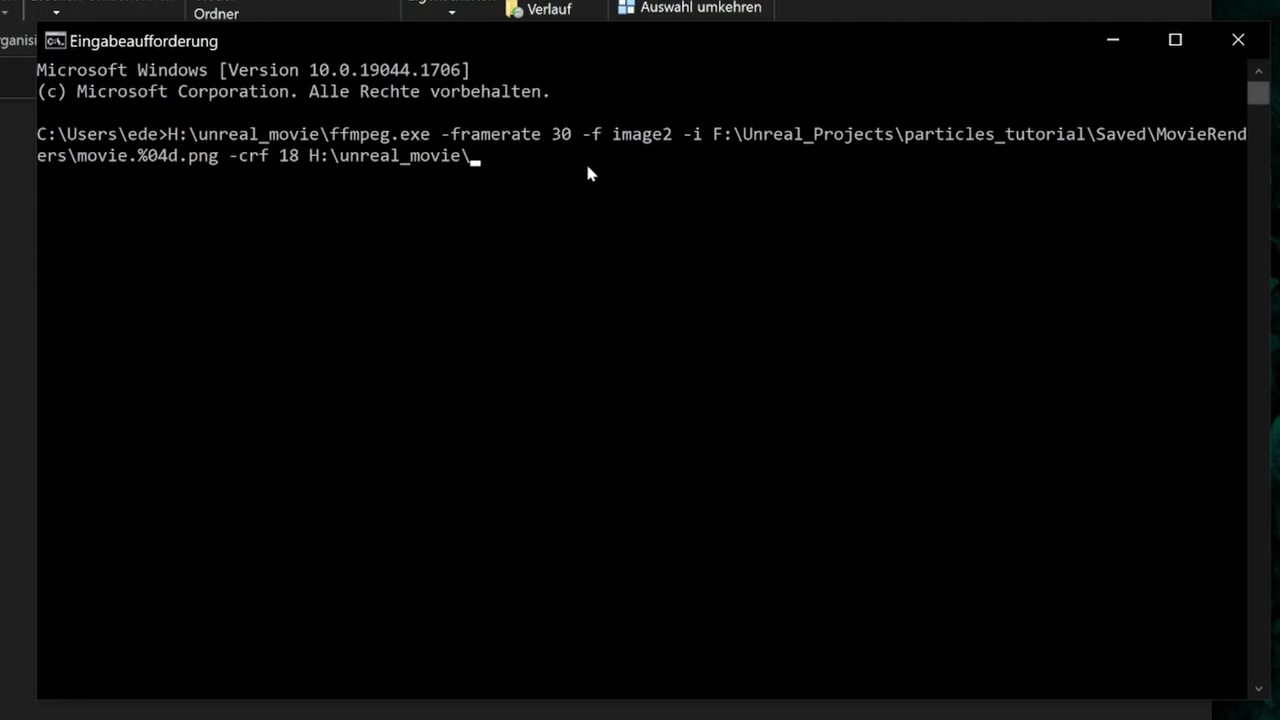 Ordner
Verlauf
Auswahl umkehren
Eingabeaufforderung
Microsoft Windows [Version 10.0.19044.1706]
(c) Microsoft Corporation. Alle Rechte vorbehalten.
C:\Users\ede>H:\unreal_movie\ffmpeg.exe -framerate 30 -f image2 -i F:\Unreal_Projects\particles_tutorial\Saved\MovieRend
ers\movie.%04d.png -crf 18 H:\unreal_movie\